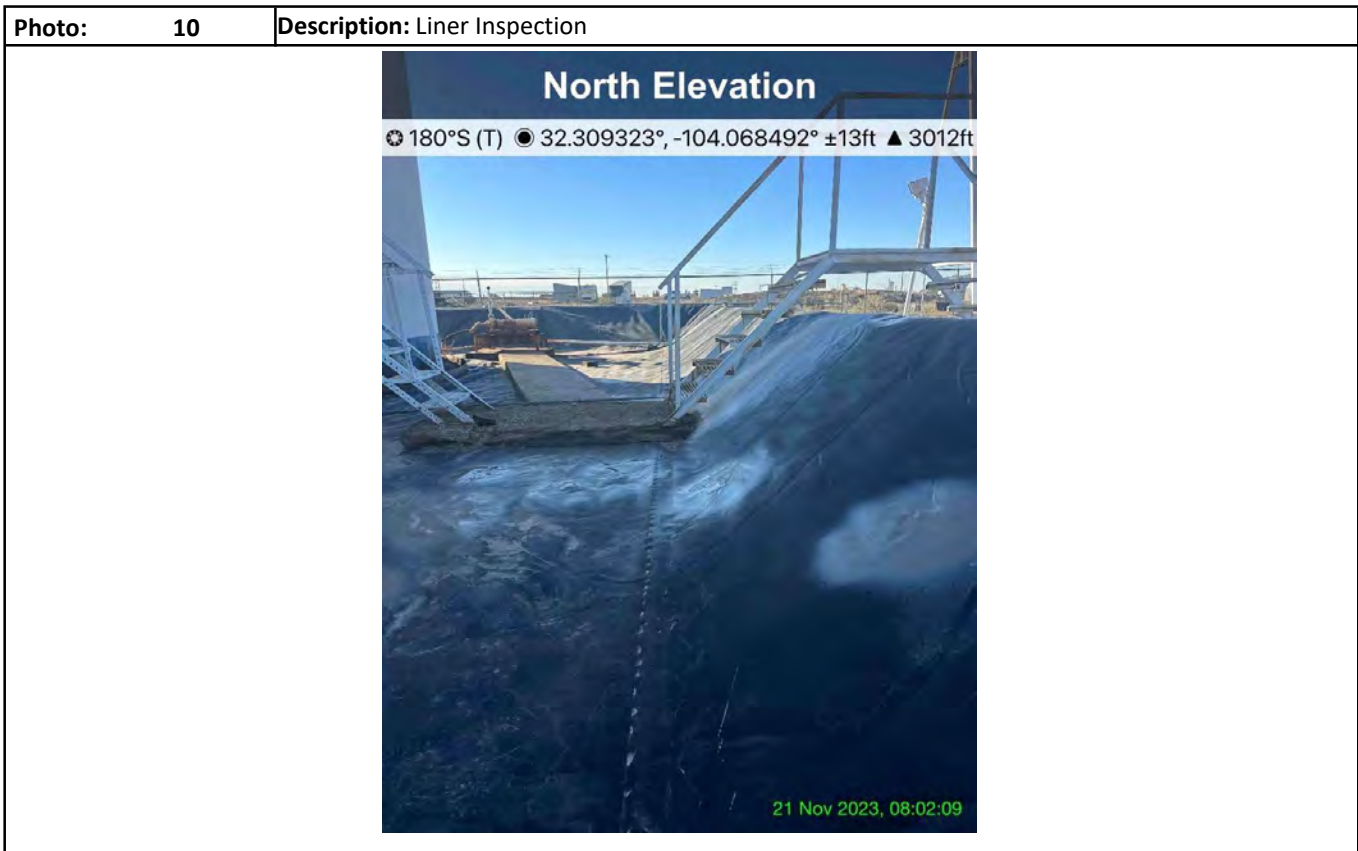 Photo: 10 Description: Liner Inspection
North Elevation
180°S (T) 32.309323°, -104.068492° ±13ft ▲ 3012ft
21 Nov 2023, 08:02:09